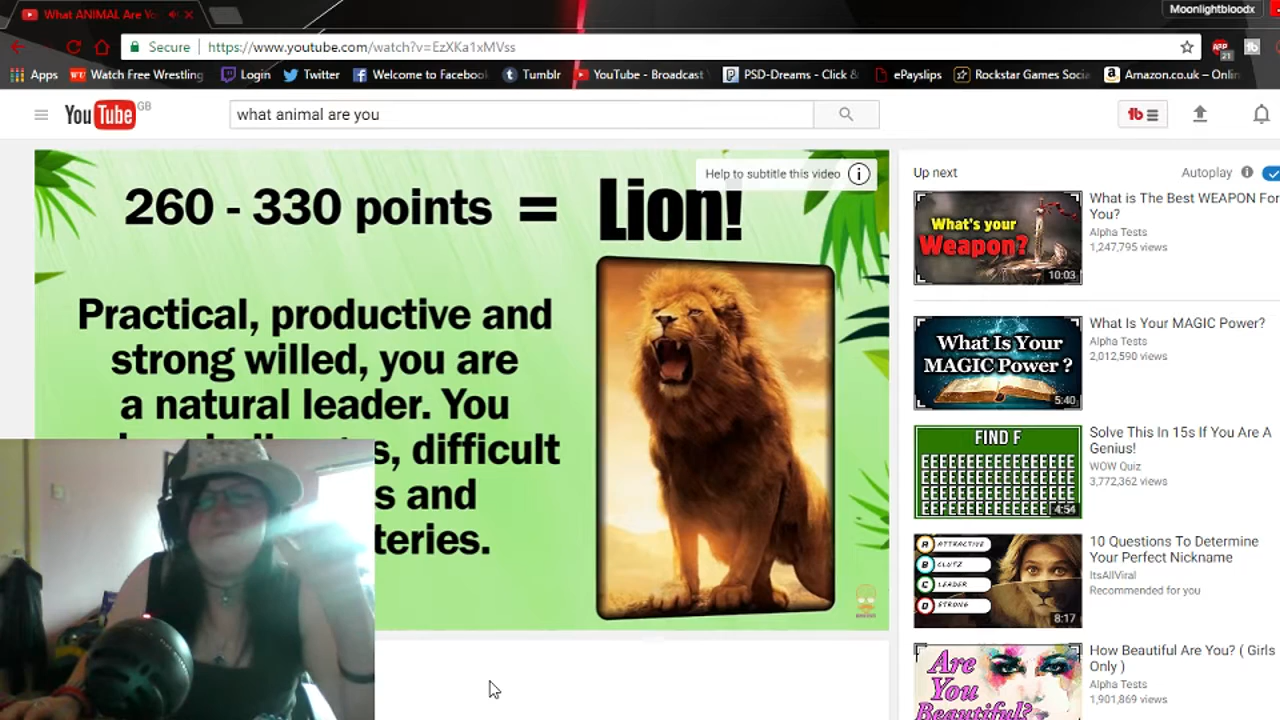 What ANIMAL Are Yo
Moonlightbloodx
Secure
https://www.youtube.com/watch?v=EzXKa1xMVss
ABP
21
tb
Apps
Watch Free Wrestling
Login
Twitter
Welcome to Facebook
Tumblr
YouTube - Broadcast
PSD-Dreams - Click &
ePayslips
Rockstar Games Socia
Amazon.co.uk – Onlin
YouTube GB
what animal are you
tb
260 - 330 points = Lion!
Help to subtitle this video
Practical, productive and
strong willed, you are
a natural leader. You
s, difficult
s and
teries.
Up next
Autoplay
What's your
Weapon?
10:03
What is The Best WEAPON For
You?
Alpha Tests
1,247,795 views
What Is Your
MAGIC Power ?
5:40
What Is Your MAGIC Power?
Alpha Tests
2,012,590 views
FIND F
4:54
Solve This In 15s If You Are A
Genius!
WOW Quiz
3,772,362 views
A ATTRACTIVE
B CLUTZ
C LEADER
D STRONG
8:17
10 Questions To Determine
Your Perfect Nickname
ItsAllViral
Recommended for you
Are
You
Beautiful?
How Beautiful Are You? ( Girls
Only )
Alpha Tests
1,901,869 views